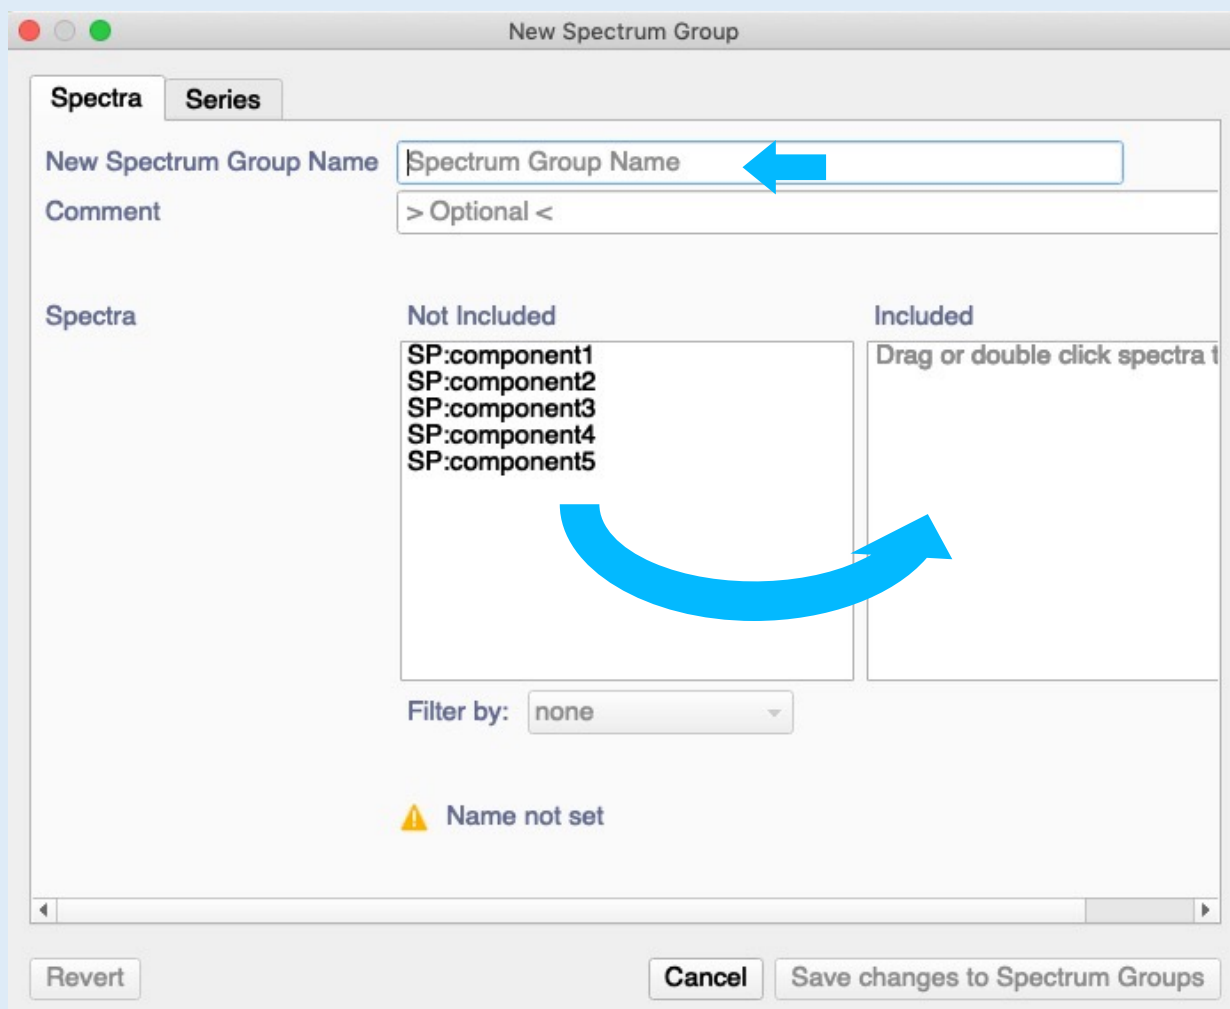 New Spectrum Group
Spectra Series
New Spectrum Group Name Spectrum Group Name
Comment > Optional <
Spectra Not Included Included
SP:component1 Drag or double click spectra t
SP:component2
SP:component3
SP:component4
SP:component5
Filter by: none
Name not set
Revert Cancel Save changes to Spectrum Groups